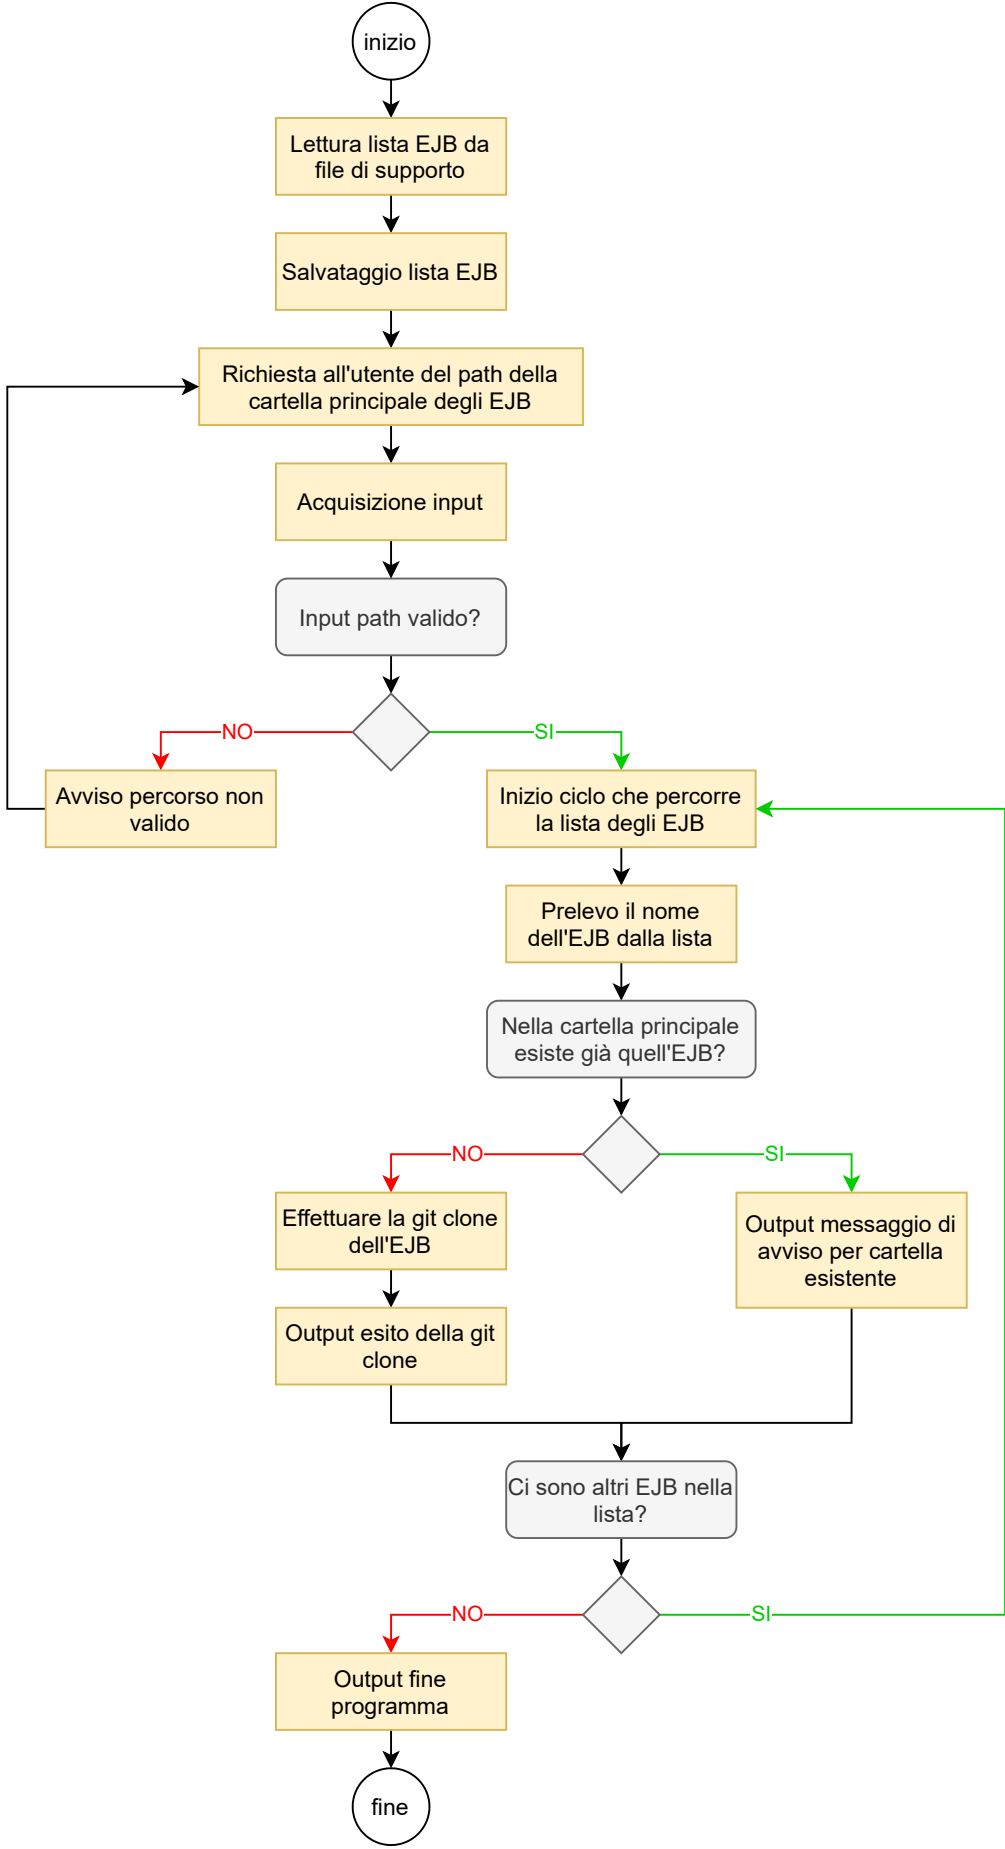 inizio
Lettura lista EJB da
file di supporto
Salvataggio lista EJB
Richiesta all'utente del path della
cartella principale degli EJB
Acquisizione input
Input path valido?
NO
SI
Avviso percorso non
valido
Inizio ciclo che percorre
la lista degli EJB
Prelevo il nome
dell'EJB dalla lista
Nella cartella principale
esiste già quell'EJB?
NO
SI
Effettuare la git clone
dell'EJB
Output messaggio di
avviso per cartella
esistente
Output esito della git
clone
Ci sono altri EJB nella
lista?
NO
SI
Output fine
programma
fine